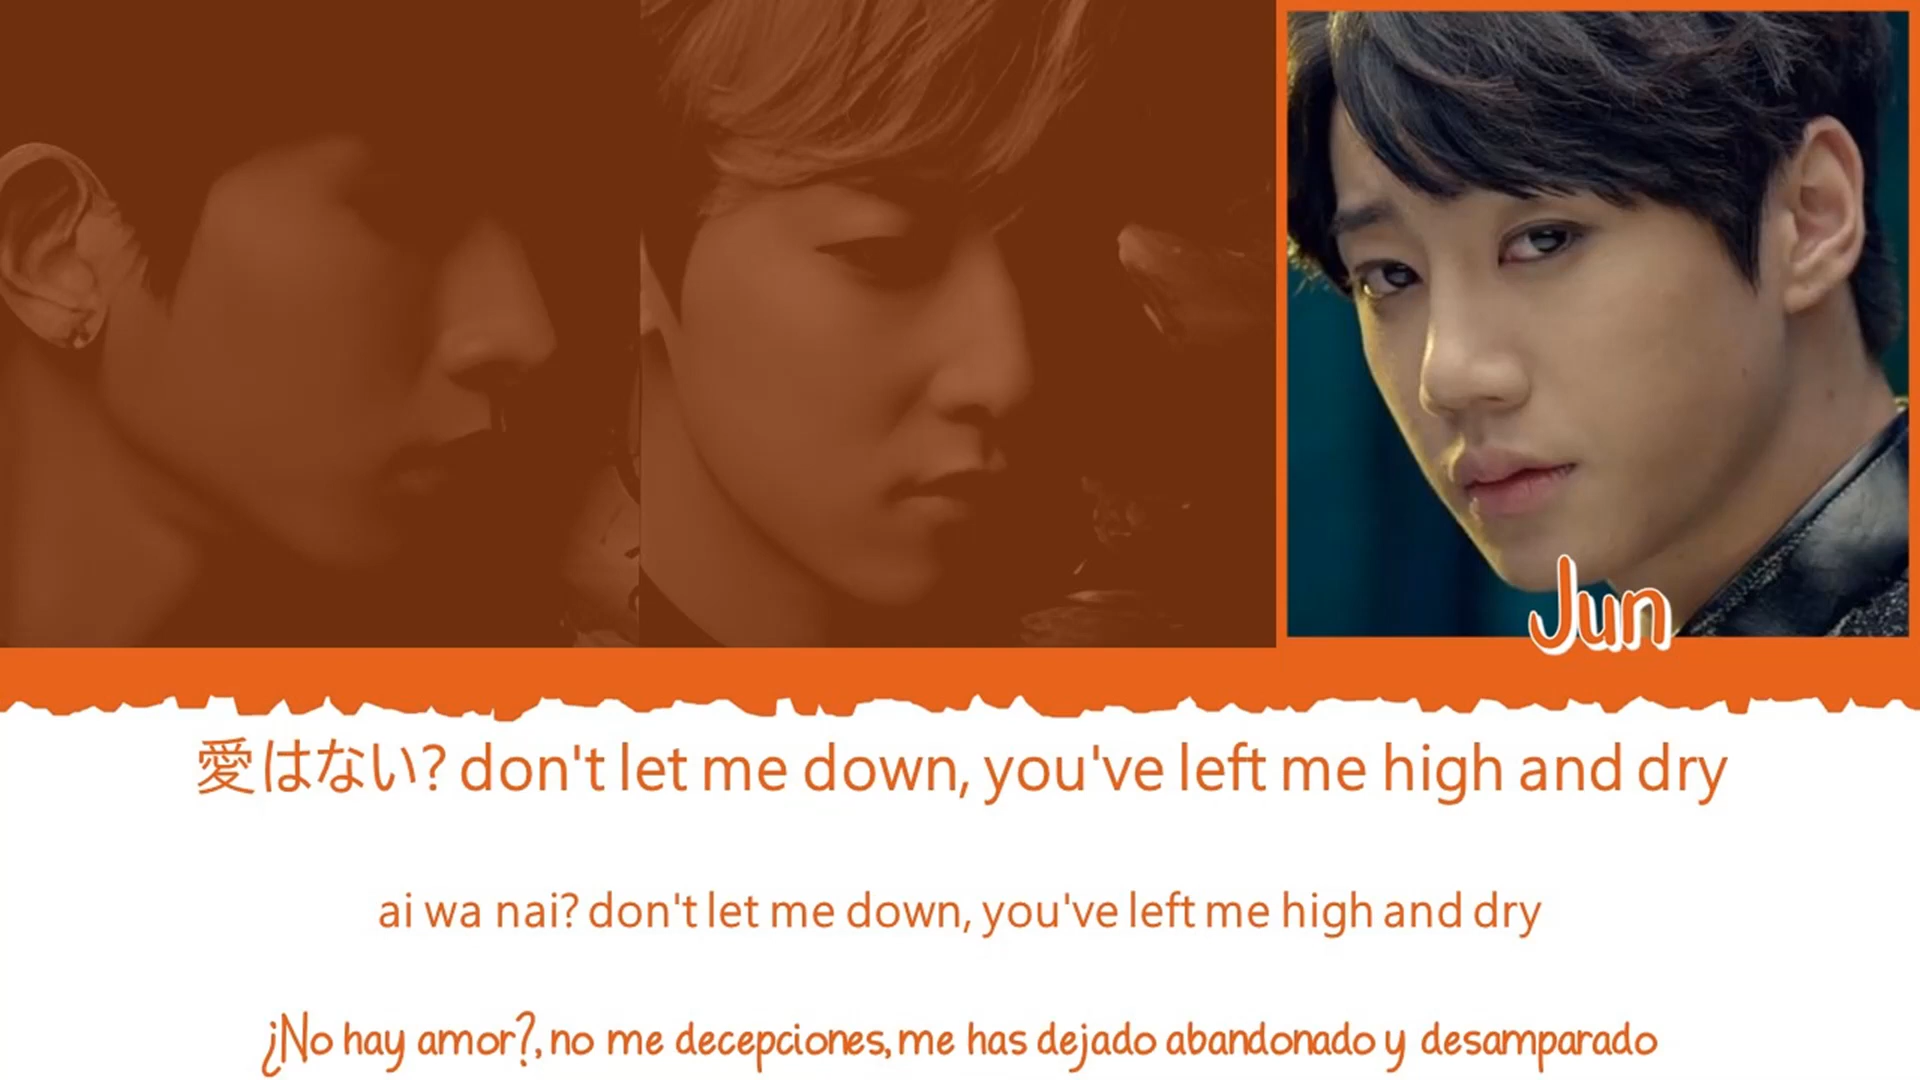 Jun
愛はない? don't let me down, you've left me high and dry
ai wa nai? don't let me down, you've left me high and dry
¿No hay amor?, no me decepciones, me has dejado abandonado y desamparado